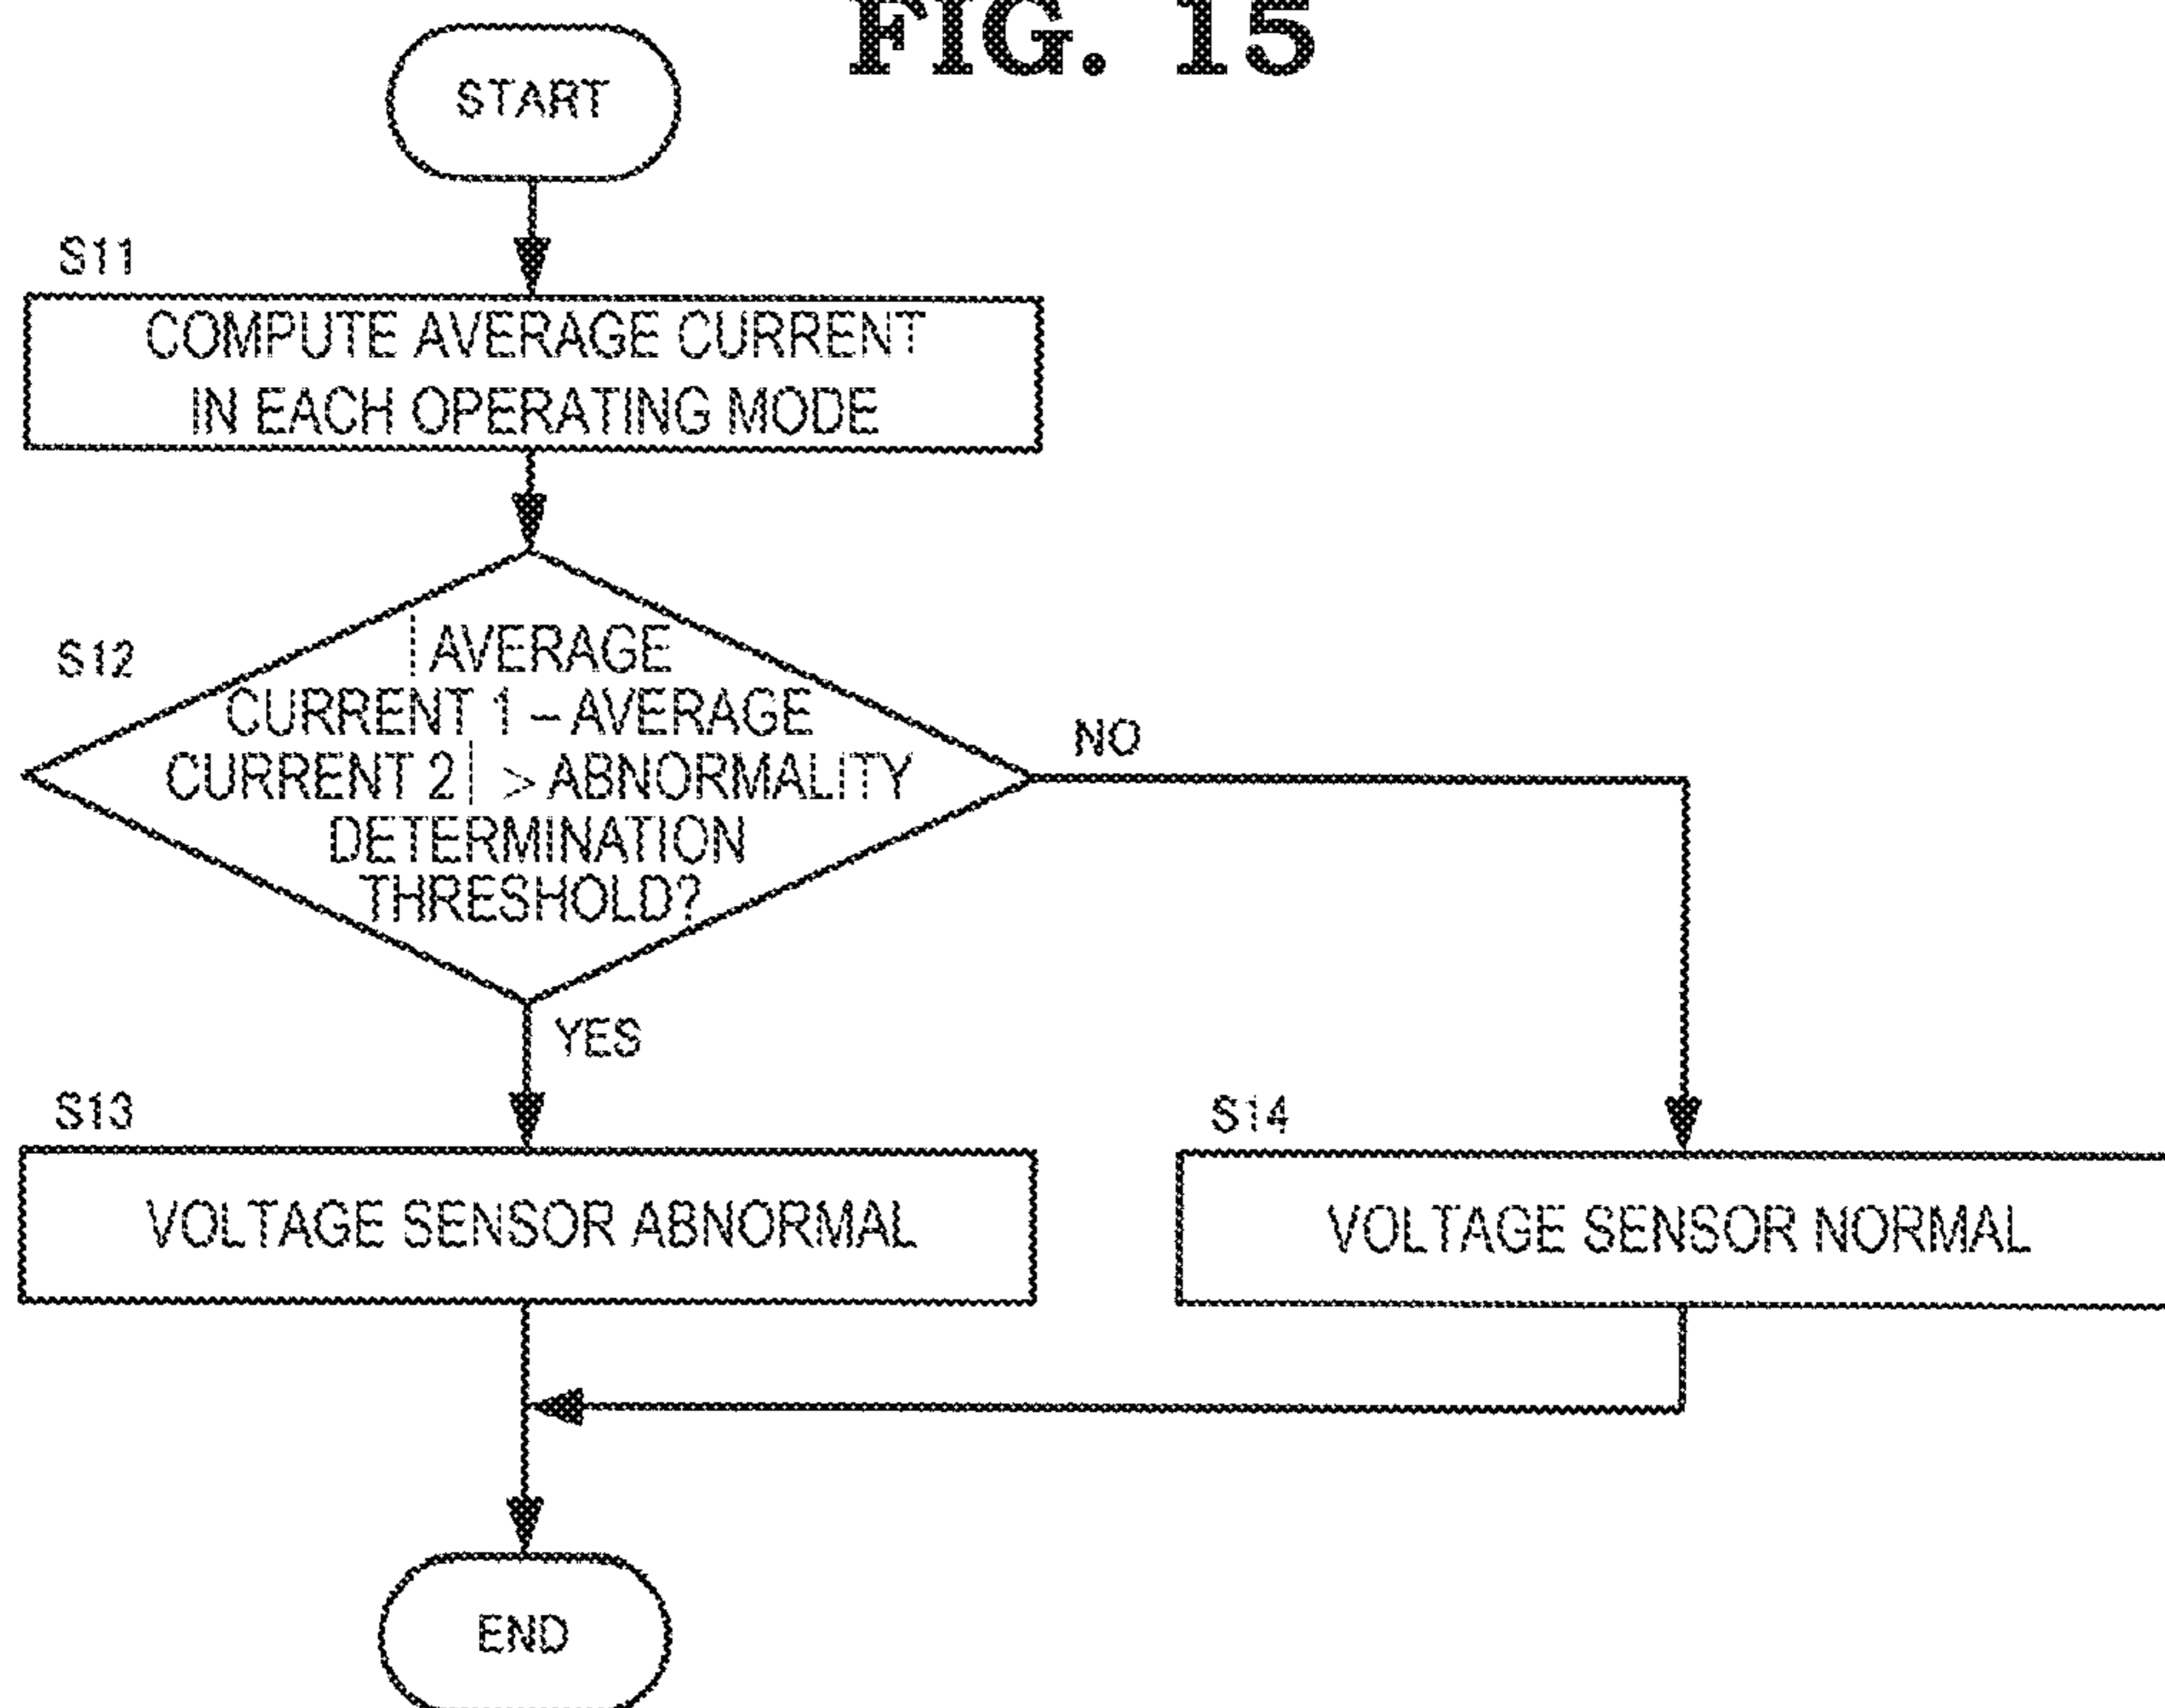 FIG. 15
START
S11
COMPUTE AVERAGE CURRENT
IN EACH OPERATING MODE
S12
| AVERAGE
CURRENT 1 – AVERAGE
CURRENT 2 | > ABNORMALITY
DETERMINATION
THRESHOLD?
NO
YES
S13
VOLTAGE SENSOR ABNORMAL
S14
VOLTAGE SENSOR NORMAL
END